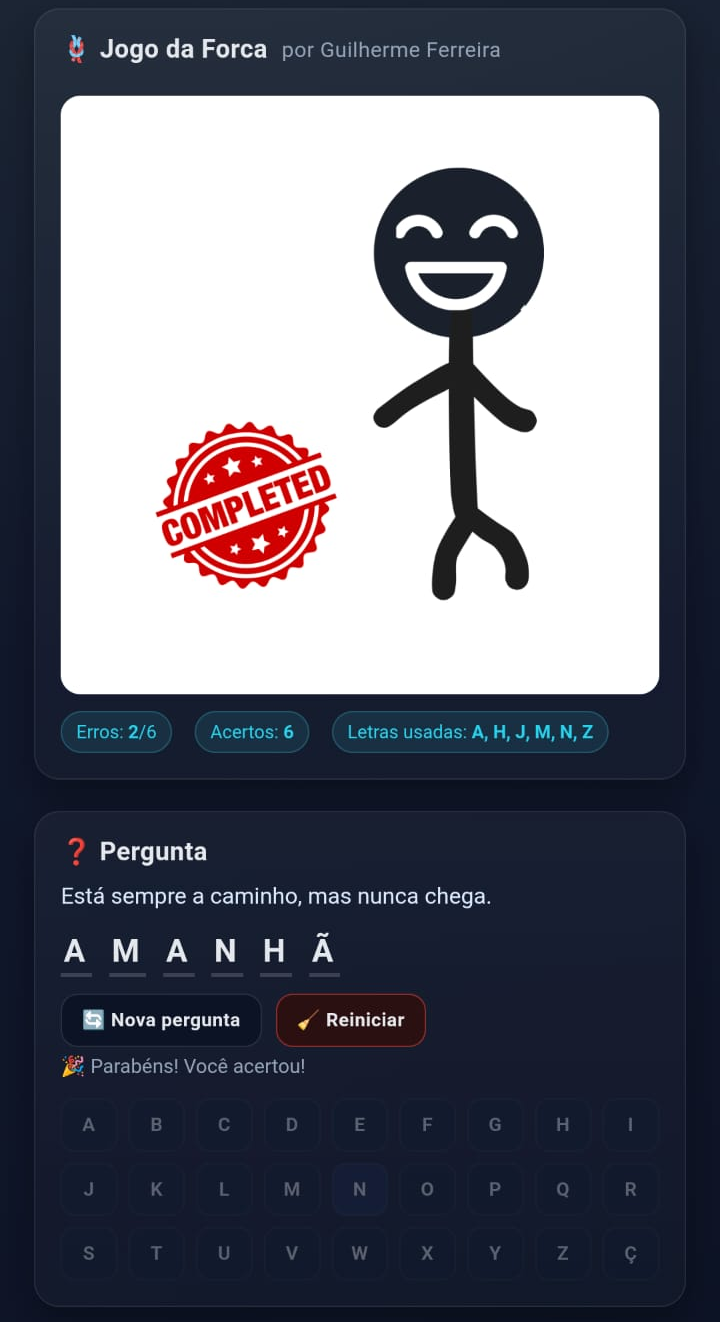 Jogo da Forca por Guilherme Ferreira
COMPLETED
Erros: 2/6 Acertos: 6 Letras usadas: A, H, J, M, N, Z
❓ Pergunta
Está sempre a caminho, mas nunca chega.
A M A N H Ã
🔄 Nova pergunta 🧹 Reiniciar
🎉 Parabéns! Você acertou!
A B C D E F G H I
J K L M N O P Q R
S T U V W X Y Z Ç